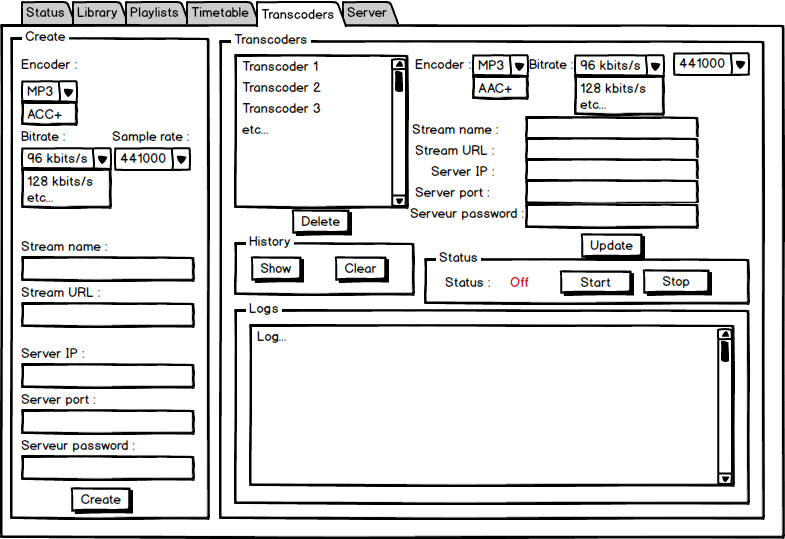 Status Library Playlists Timetable Transcoders Server
Create
Encoder :
MP3
ACC+
Bitrate : Sample rate :
96 kbits/s 441000
128 kbits/s
etc...
Stream name :
Stream URL :
Server IP :
Server port :
Serveur password :
Create
Transcoders
Transcoder 1
Transcoder 2
Transcoder 3
etc...
Delete
Encoder : MP3 Bitrate : 96 kbits/s 441000
AAC+ 128 kbits/s
etc...
Stream name :
Stream URL :
Server IP :
Server port :
Serveur password :
Update
History
Show Clear
Status
Status : Off Start Stop
Logs
Log...